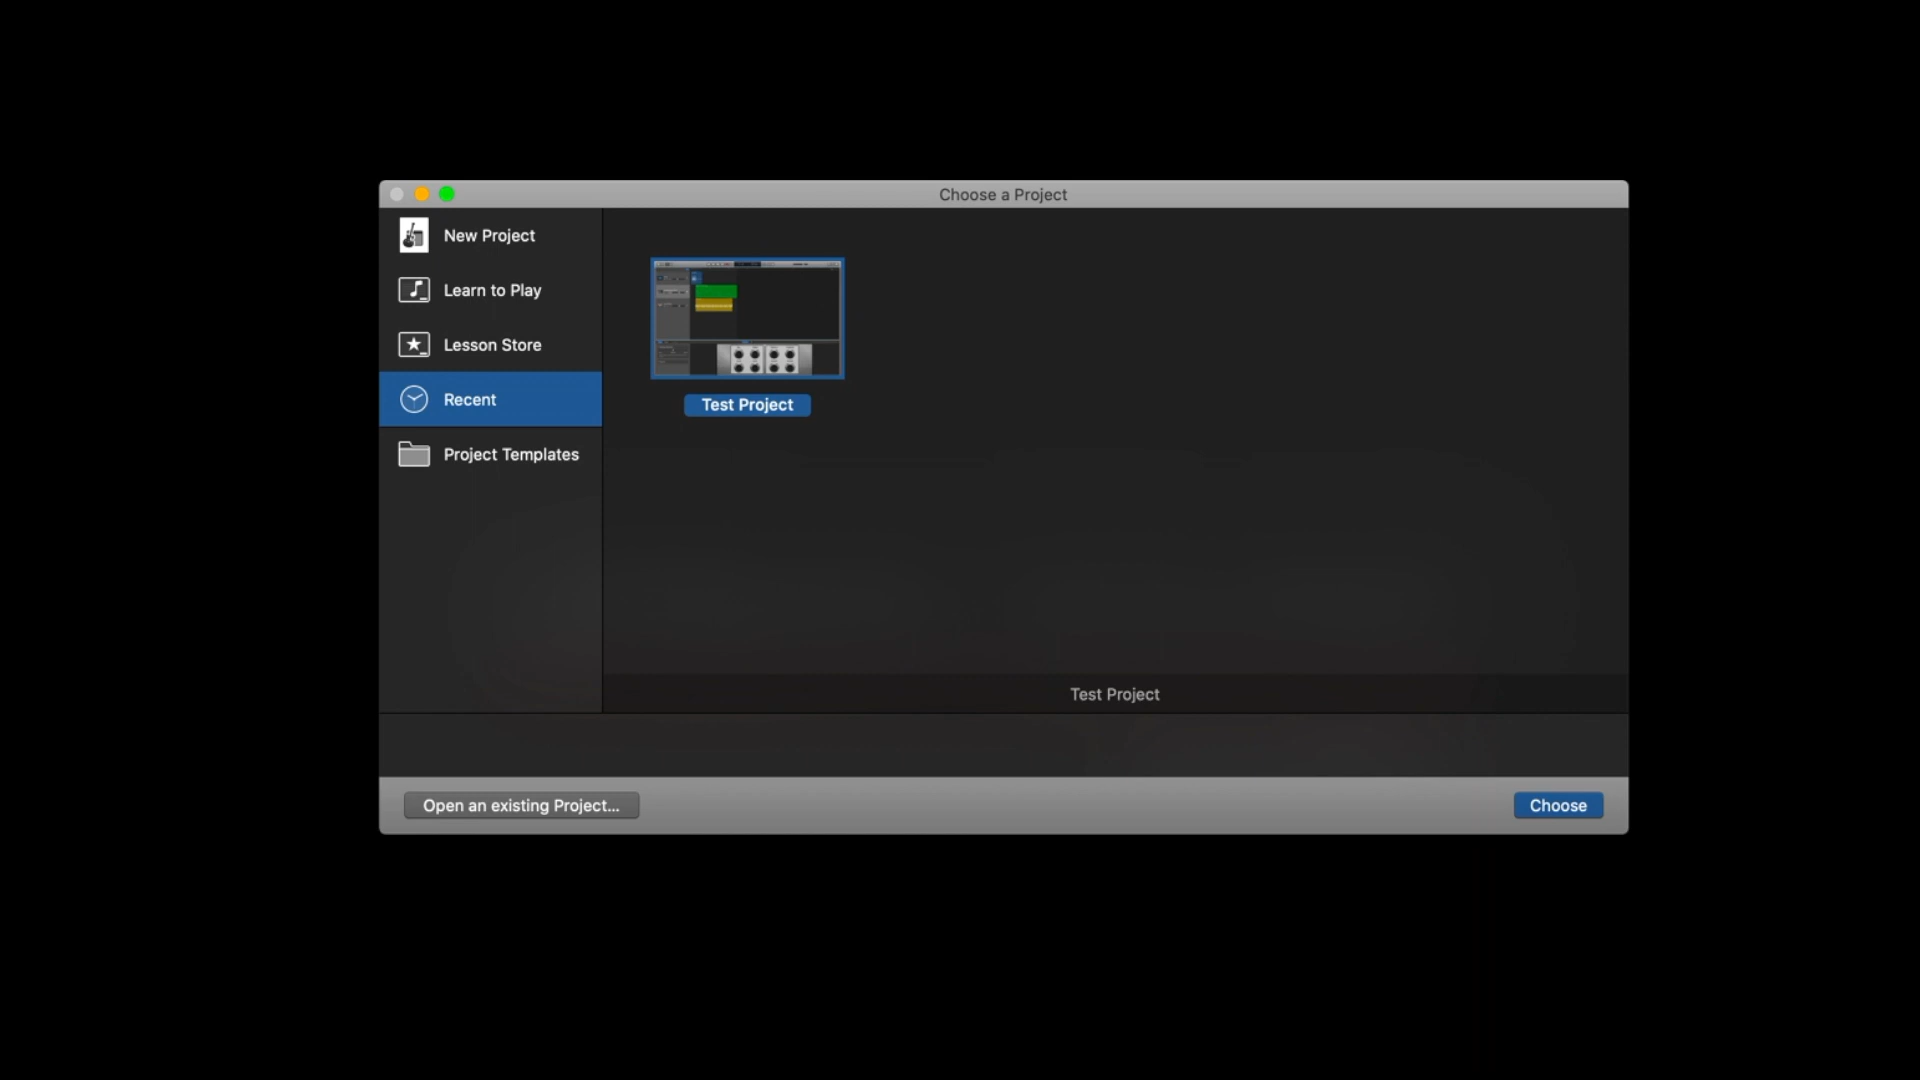 Choose a Project
New Project
Learn to Play
Lesson Store
Recent
Project Templates
Test Project
Test Project
Open an existing Project...
Choose